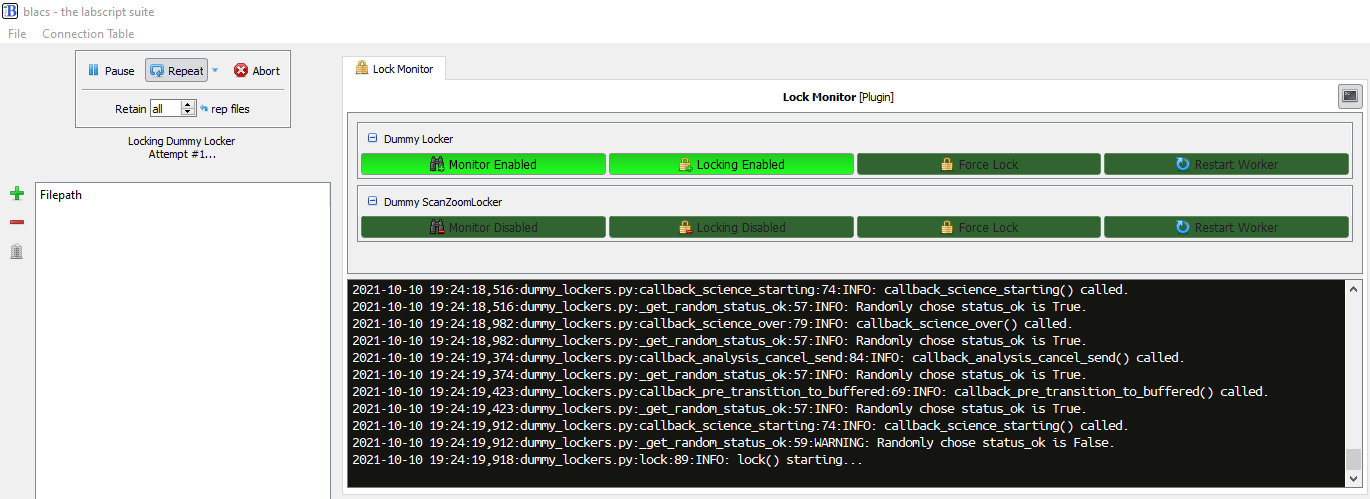 blacs - the labscript suite
File Connection Table
Pause Repeat Abort
Retain all rep files
Locking Dummy Locker
Attempt #1...
Filepath
Lock Monitor
Lock Monitor [Plugin]
Dummy Locker
Monitor Enabled Locking Enabled Force Lock Restart Worker
Dummy ScanZoomLocker
Monitor Disabled Locking Disabled Force Lock Restart Worker
2021-10-10 19:24:18,516:dummy_lockers.py:callback_science_starting:74:INFO: callback_science_starting() called.
2021-10-10 19:24:18,516:dummy_lockers.py:_get_random_status_ok:57:INFO: Randomly chose status_ok is True.
2021-10-10 19:24:18,982:dummy_lockers.py:callback_science_over:79:INFO: callback_science_over() called.
2021-10-10 19:24:18,982:dummy_lockers.py:_get_random_status_ok:57:INFO: Randomly chose status_ok is True.
2021-10-10 19:24:19,374:dummy_lockers.py:callback_analysis_cancel_send:84:INFO: callback_analysis_cancel_send() called.
2021-10-10 19:24:19,374:dummy_lockers.py:_get_random_status_ok:57:INFO: Randomly chose status_ok is True.
2021-10-10 19:24:19,423:dummy_lockers.py:callback_pre_transition_to_buffered:69:INFO: callback_pre_transition_to_buffered() called.
2021-10-10 19:24:19,423:dummy_lockers.py:_get_random_status_ok:57:INFO: Randomly chose status_ok is True.
2021-10-10 19:24:19,912:dummy_lockers.py:callback_science_starting:74:INFO: callback_science_starting() called.
2021-10-10 19:24:19,912:dummy_lockers.py:_get_random_status_ok:59:WARNING: Randomly chose status_ok is False.
2021-10-10 19:24:19,918:dummy_lockers.py:lock:89:INFO: lock() starting...